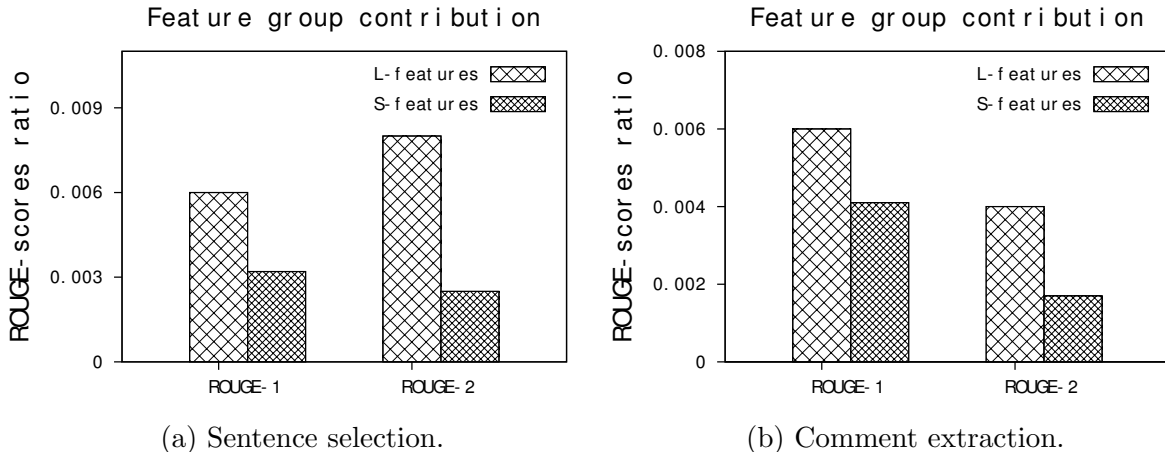 Feature group contribution
ROUGE-scores ratio
L-features
S-features
0.009
0.006
0.003
0
ROUGE-1 ROUGE-2
(a) Sentence selection.
Feature group contribution
ROUGE-scores ratio
0.008
L-features
S-features
0.006
0.004
0.002
0
ROUGE-1 ROUGE-2
(b) Comment extraction.